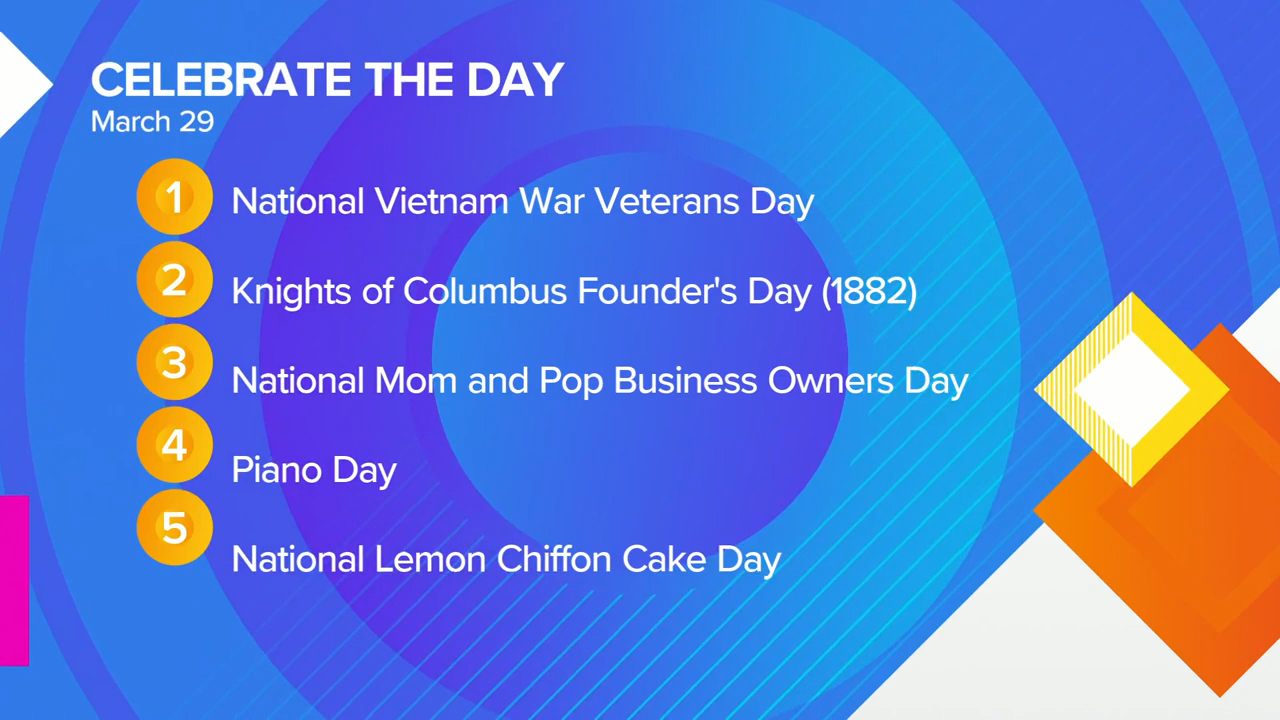 CELEBRATE THE DAY
March 29
1 National Vietnam War Veterans Day
2 Knights of Columbus Founder's Day (1882)
3 National Mom and Pop Business Owners Day
4 Piano Day
5 National Lemon Chiffon Cake Day